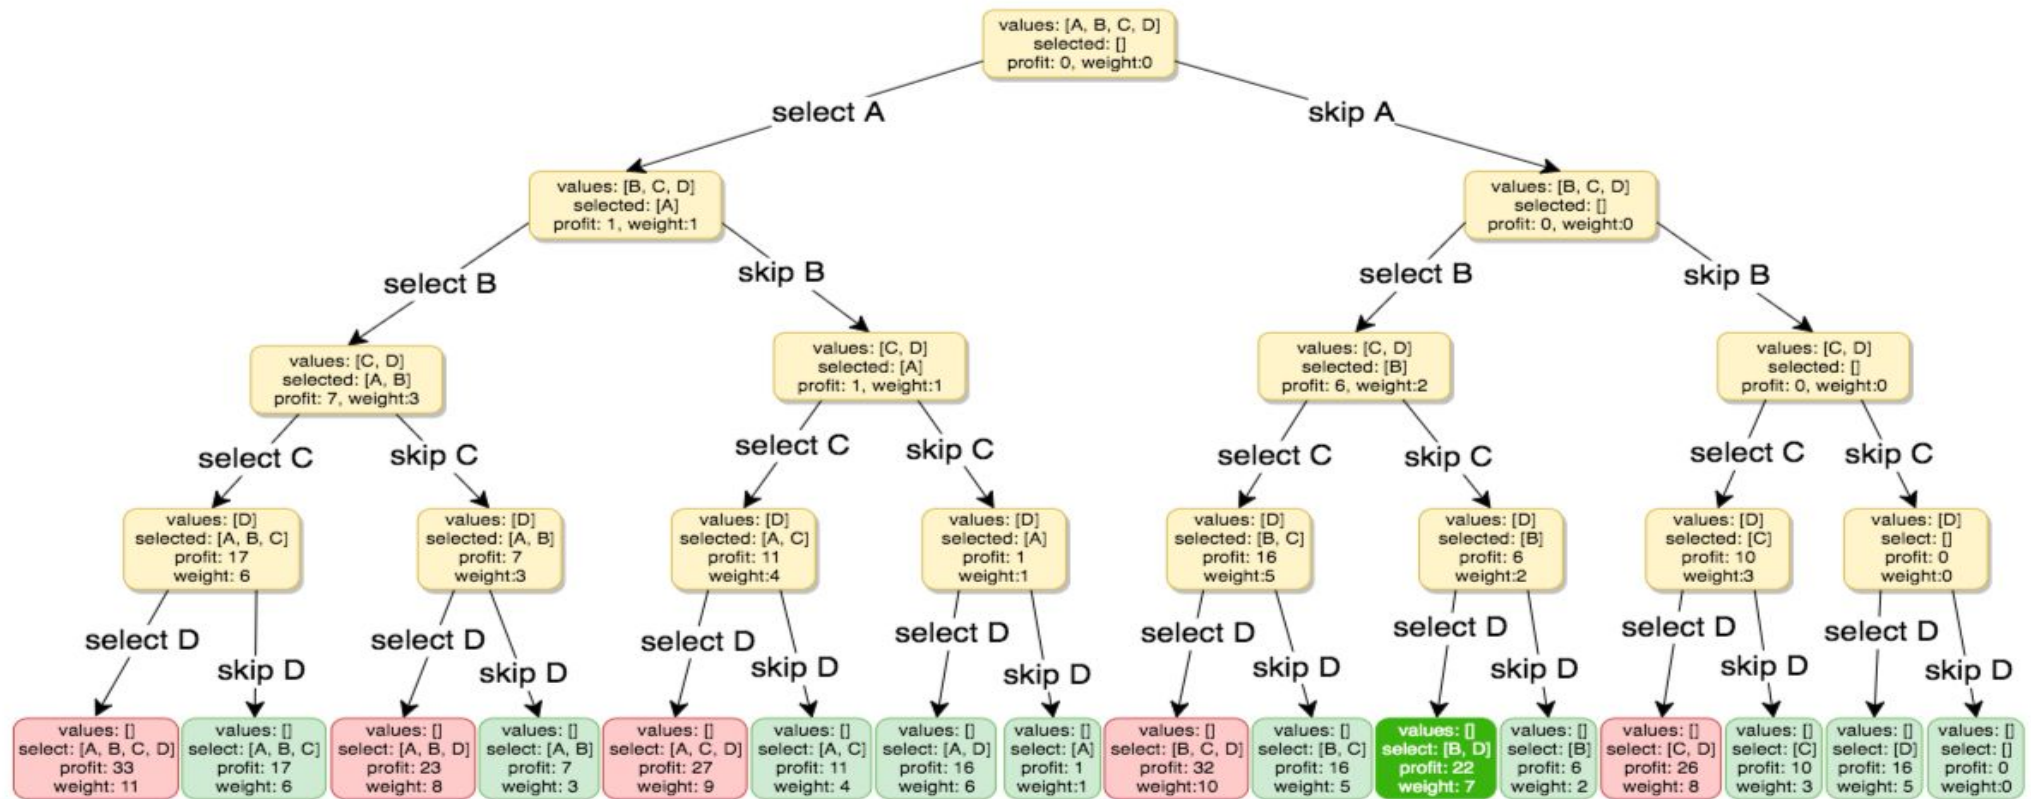 values: [A, B, C, D]
selected: []
profit: 0, weight:0
select A
skip A
values: [B, C, D]
selected: [A]
profit: 1, weight:1
values: [B, C, D]
selected: []
profit: 0, weight:0
select B
skip B
select B
skip B
values: [C, D]
selected: [A, B]
profit: 7, weight:3
values: [C, D]
selected: [A]
profit: 1, weight:1
values: [C, D]
selected: [B]
profit: 6, weight:2
values: [C, D]
selected: []
profit: 0, weight:0
select C
skip C
select C
skip C
select C
skip C
select C
skip C
values: [D]
selected: [A, B, C]
profit: 17
weight: 6
values: [D]
selected: [A, B]
profit: 7
weight:3
values: [D]
selected: [A, C]
profit: 11
weight:4
values: [D]
selected: [A]
profit: 1
weight:1
values: [D]
selected: [B, C]
profit: 16
weight:5
values: [D]
selected: [B]
profit: 6
weight:2
values: [D]
selected: [C]
profit: 10
weight:3
values: [D]
select: []
profit: 0
weight:0
select D
skip D
select D
skip D
select D
skip D
select D
skip D
select D
skip D
select D
skip D
select D
skip D
select D
skip D
values: []
select: [A, B, C, D]
profit: 33
weight: 11
values: []
select: [A, B, C]
profit: 17
weight: 6
values: []
select: [A, B, D]
profit: 23
weight: 8
values: []
select: [A, B]
profit: 7
weight: 3
values: []
select: [A, C, D]
profit: 27
weight: 9
values: []
select: [A, C]
profit: 11
weight: 4
values: []
select: [A, D]
profit: 16
weight: 6
values: []
select: [A]
profit: 1
weight:1
values: []
select: [B, C, D]
profit: 32
weight:10
values: []
select: [B, C]
profit: 16
weight: 5
values: []
select: [B, D]
profit: 22
weight: 7
values: []
select: [B]
profit: 6
weight: 2
values: []
select: [C, D]
profit: 26
weight: 8
values: []
select: [C]
profit: 10
weight: 3
values: []
select: [D]
profit: 16
weight: 5
values: []
select: []
profit: 0
weight:0